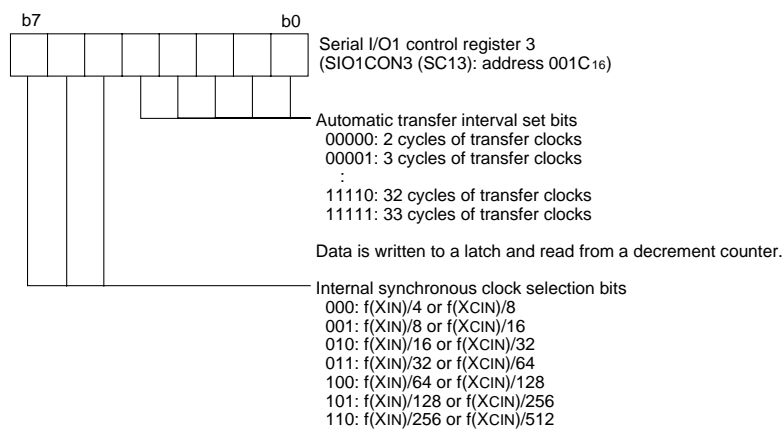 b7 b0
Serial I/O1 control register 3
(SIO1CON3 (SC13): address 001C16)
Automatic transfer interval set bits
00000: 2 cycles of transfer clocks
00001: 3 cycles of transfer clocks
:
11110: 32 cycles of transfer clocks
11111: 33 cycles of transfer clocks
Data is written to a latch and read from a decrement counter.
Internal synchronous clock selection bits
000: f(XIN)/4 or f(XCIN)/8
001: f(XIN)/8 or f(XCIN)/16
010: f(XIN)/16 or f(XCIN)/32
011: f(XIN)/32 or f(XCIN)/64
100: f(XIN)/64 or f(XCIN)/128
101: f(XIN)/128 or f(XCIN)/256
110: f(XIN)/256 or f(XCIN)/512